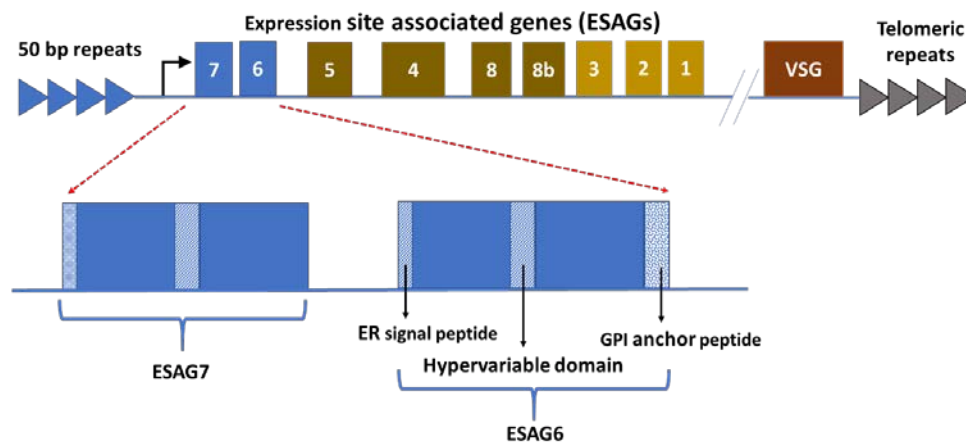 Expression site associated genes (ESAGs)
50 bp repeats
Telomeric
repeats
7 6 5 4 8 8b 3 2 1 VSG
ER signal peptide
GPI anchor peptide
Hypervariable domain
ESAG7
ESAG6